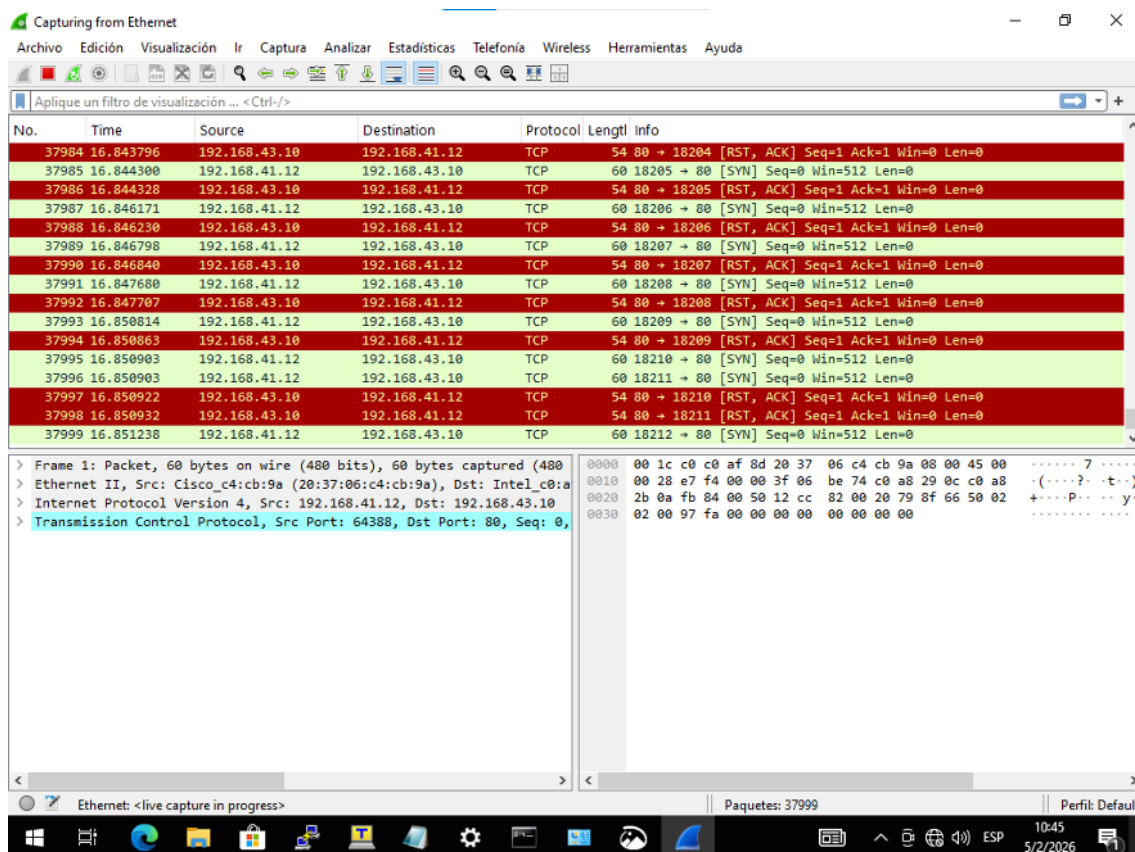 Capturing from Ethernet
Archivo Edición Visualización Ir Captura Analizar Estadísticas Telefonía Wireless Herramientas Ayuda
Aplique un filtro de visualización ... <Ctrl-/>
No. Time Source Destination Protocol Lengtl Info
37984 16.843796 192.168.43.10 192.168.41.12 TCP 54 80 → 18204 [RST, ACK] Seq=1 Ack=1 Win=0 Len=0
37985 16.844300 192.168.41.12 192.168.43.10 TCP 60 18205 → 80 [SYN] Seq=0 Win=512 Len=0
37986 16.844328 192.168.43.10 192.168.41.12 TCP 54 80 → 18205 [RST, ACK] Seq=1 Ack=1 Win=0 Len=0
37987 16.846171 192.168.41.12 192.168.43.10 TCP 60 18206 → 80 [SYN] Seq=0 Win=512 Len=0
37988 16.846230 192.168.43.10 192.168.41.12 TCP 54 80 → 18206 [RST, ACK] Seq=1 Ack=1 Win=0 Len=0
37989 16.846798 192.168.41.12 192.168.43.10 TCP 60 18207 → 80 [SYN] Seq=0 Win=512 Len=0
37990 16.846840 192.168.43.10 192.168.41.12 TCP 54 80 → 18207 [RST, ACK] Seq=1 Ack=1 Win=0 Len=0
37991 16.847680 192.168.41.12 192.168.43.10 TCP 60 18208 → 80 [SYN] Seq=0 Win=512 Len=0
37992 16.847707 192.168.43.10 192.168.41.12 TCP 54 80 → 18208 [RST, ACK] Seq=1 Ack=1 Win=0 Len=0
37993 16.850814 192.168.41.12 192.168.43.10 TCP 60 18209 → 80 [SYN] Seq=0 Win=512 Len=0
37994 16.850863 192.168.43.10 192.168.41.12 TCP 54 80 → 18209 [RST, ACK] Seq=1 Ack=1 Win=0 Len=0
37995 16.850903 192.168.41.12 192.168.43.10 TCP 60 18210 → 80 [SYN] Seq=0 Win=512 Len=0
37996 16.850903 192.168.41.12 192.168.43.10 TCP 60 18211 → 80 [SYN] Seq=0 Win=512 Len=0
37997 16.850922 192.168.43.10 192.168.41.12 TCP 54 80 → 18210 [RST, ACK] Seq=1 Ack=1 Win=0 Len=0
37998 16.850932 192.168.43.10 192.168.41.12 TCP 54 80 → 18211 [RST, ACK] Seq=1 Ack=1 Win=0 Len=0
37999 16.851238 192.168.41.12 192.168.43.10 TCP 60 18212 → 80 [SYN] Seq=0 Win=512 Len=0
> Frame 1: Packet, 60 bytes on wire (480 bits), 60 bytes captured (480
> Ethernet II, Src: Cisco_c4:cb:9a (20:37:06:c4:cb:9a), Dst: Intel_c0:a
> Internet Protocol Version 4, Src: 192.168.41.12, Dst: 192.168.43.10
> Transmission Control Protocol, Src Port: 64388, Dst Port: 80, Seq: 0,
0000 00 1c c0 c0 af 8d 20 37 06 c4 cb 9a 08 00 45 00 ······ 7 ·····
0010 00 28 e7 f4 00 00 3f 06 be 74 c0 a8 29 0c c0 a8 ·(····?· ·t··)
0020 2b 0a fb 84 00 50 12 cc 82 00 20 79 8f 66 50 02 +····P·· ·· y·
0030 02 00 97 fa 00 00 00 00 00 00 00 00 ········ ····
Ethernet: <live capture in progress>
Paquetes: 37999
Perfil: Defaul
ESP
10:45
5/2/2026
1